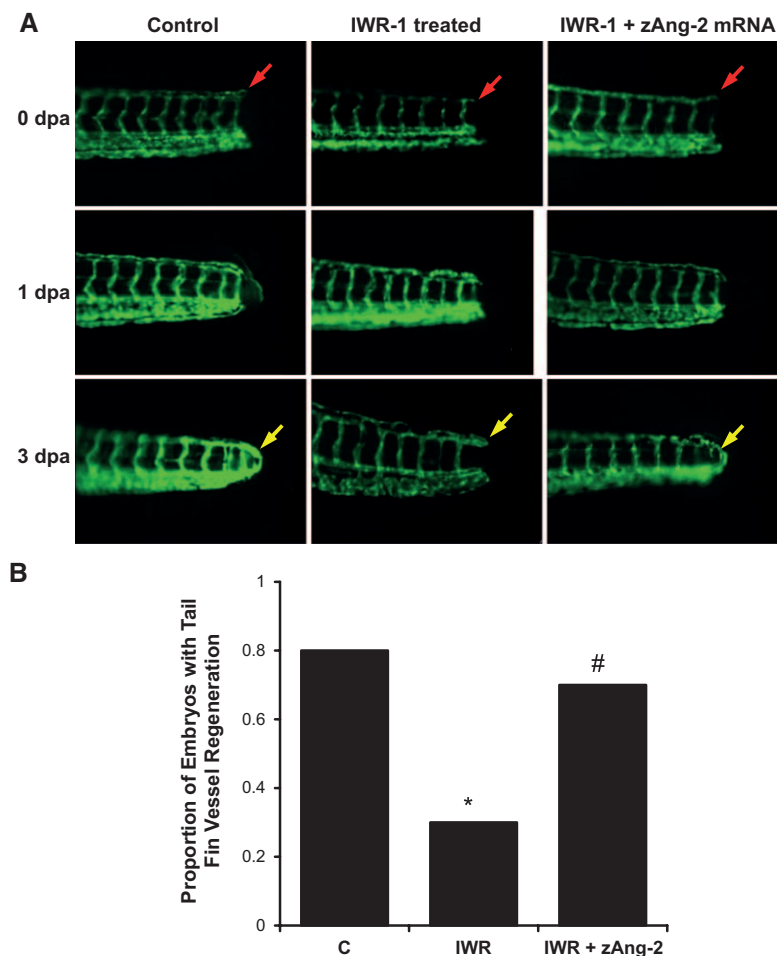 A
Control IWR-1 treated IWR-1 + zAng-2 mRNA
0 dpa
1 dpa
3 dpa
B
Proportion of Embryos with Tail
Fin Vessel Regeneration
1
0.8
0.6
0.4
0.2
0
*
#
C IWR IWR + zAng-2